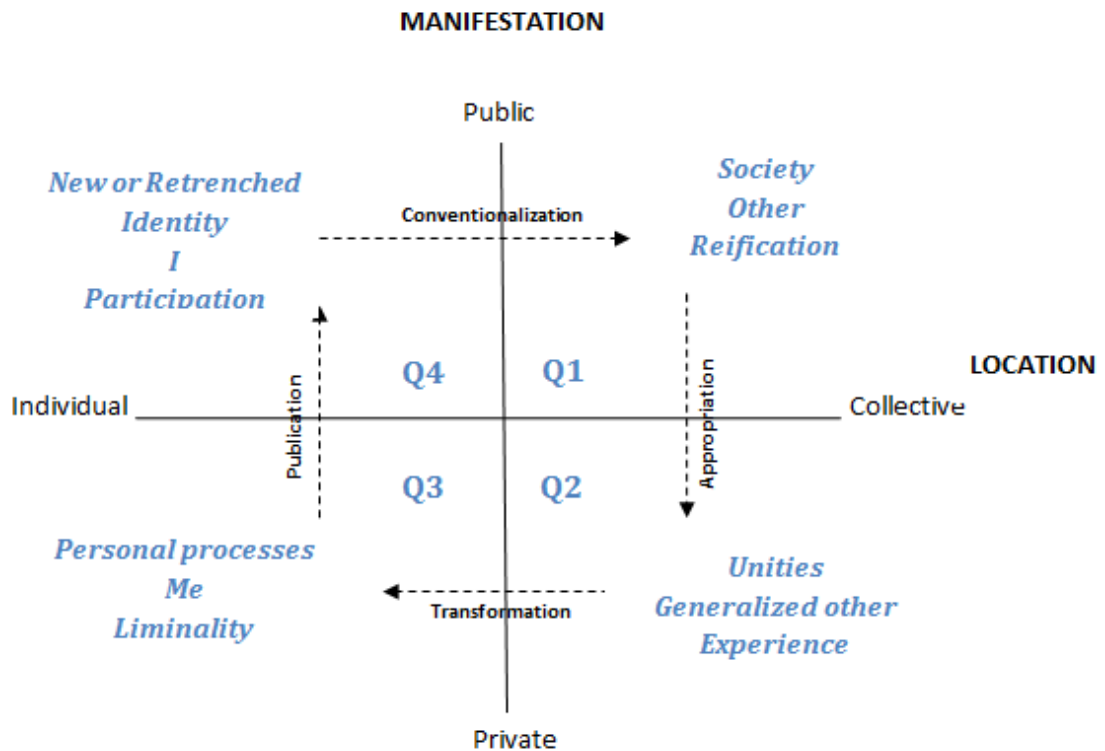 MANIFESTATION
Public
New or Retrenched
Identity
I
Participation
Conventionalization
Society
Other
Reification
Q4
Q1
LOCATION
Individual
Collective
Publication
Appropriation
Q3
Q2
Personal processes
Me
Liminality
Transformation
Unities
Generalized other
Experience
Private